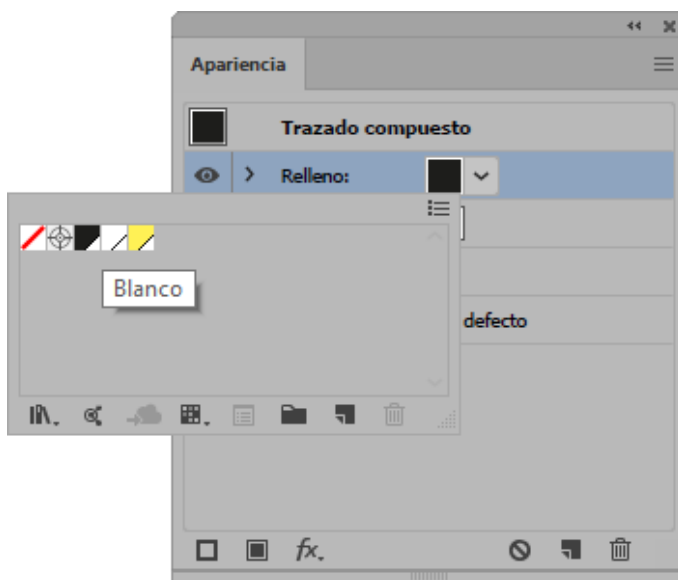 Apariencia
Trazado compuesto
Relleno:
Blanco
defecto
fx.